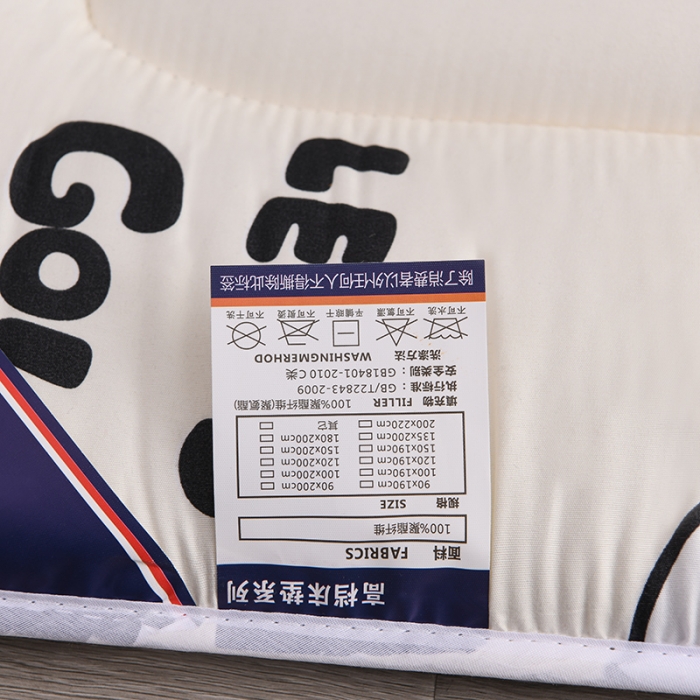 高档床垫系列
面料 FABRICS
100%聚酯纤维
规格 SIZE
90x190cm 90x200cm
100x190cm 100x200cm
120x190cm 120x200cm
150x190cm 150x200cm
135x200cm 180x200cm
200x220cm 其它
填充物 FILLER 100%聚酯纤维(聚氨酯)
执行标准：GB/T22843-2009
安全类别：GB18401-2010 C类
洗涤方法 WASHINGMERHOD
不可水洗 不可氯漂 平铺晾干 不可熨烫 不可干洗
除了消费者以外任何人不得撕除此标签